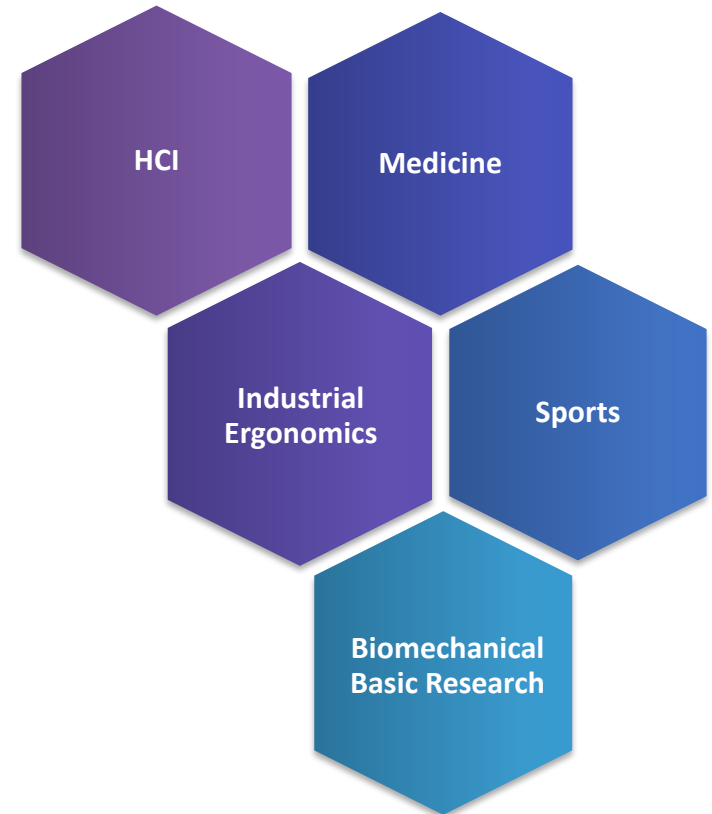 HCI
Medicine
Industrial
Ergonomics
Sports
Biomechanical
Basic Research